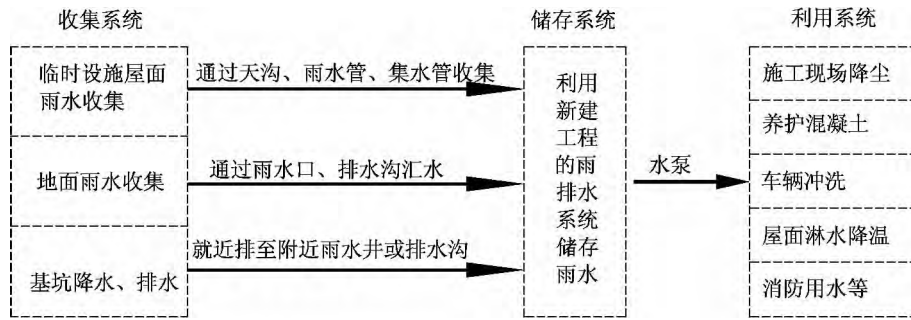 收集系统
储存系统
利用系统
临时设施屋面
雨水收集
通过天沟、雨水管、集水管收集
地面雨水收集
通过雨水口、排水沟汇水
基坑降水、排水
就近排至附近雨水井或排水沟
利用
新建
工程
的雨
排水
系统
储存
雨水
水泵
施工现场降尘
养护混凝土
车辆冲洗
屋面淋水降温
消防用水等